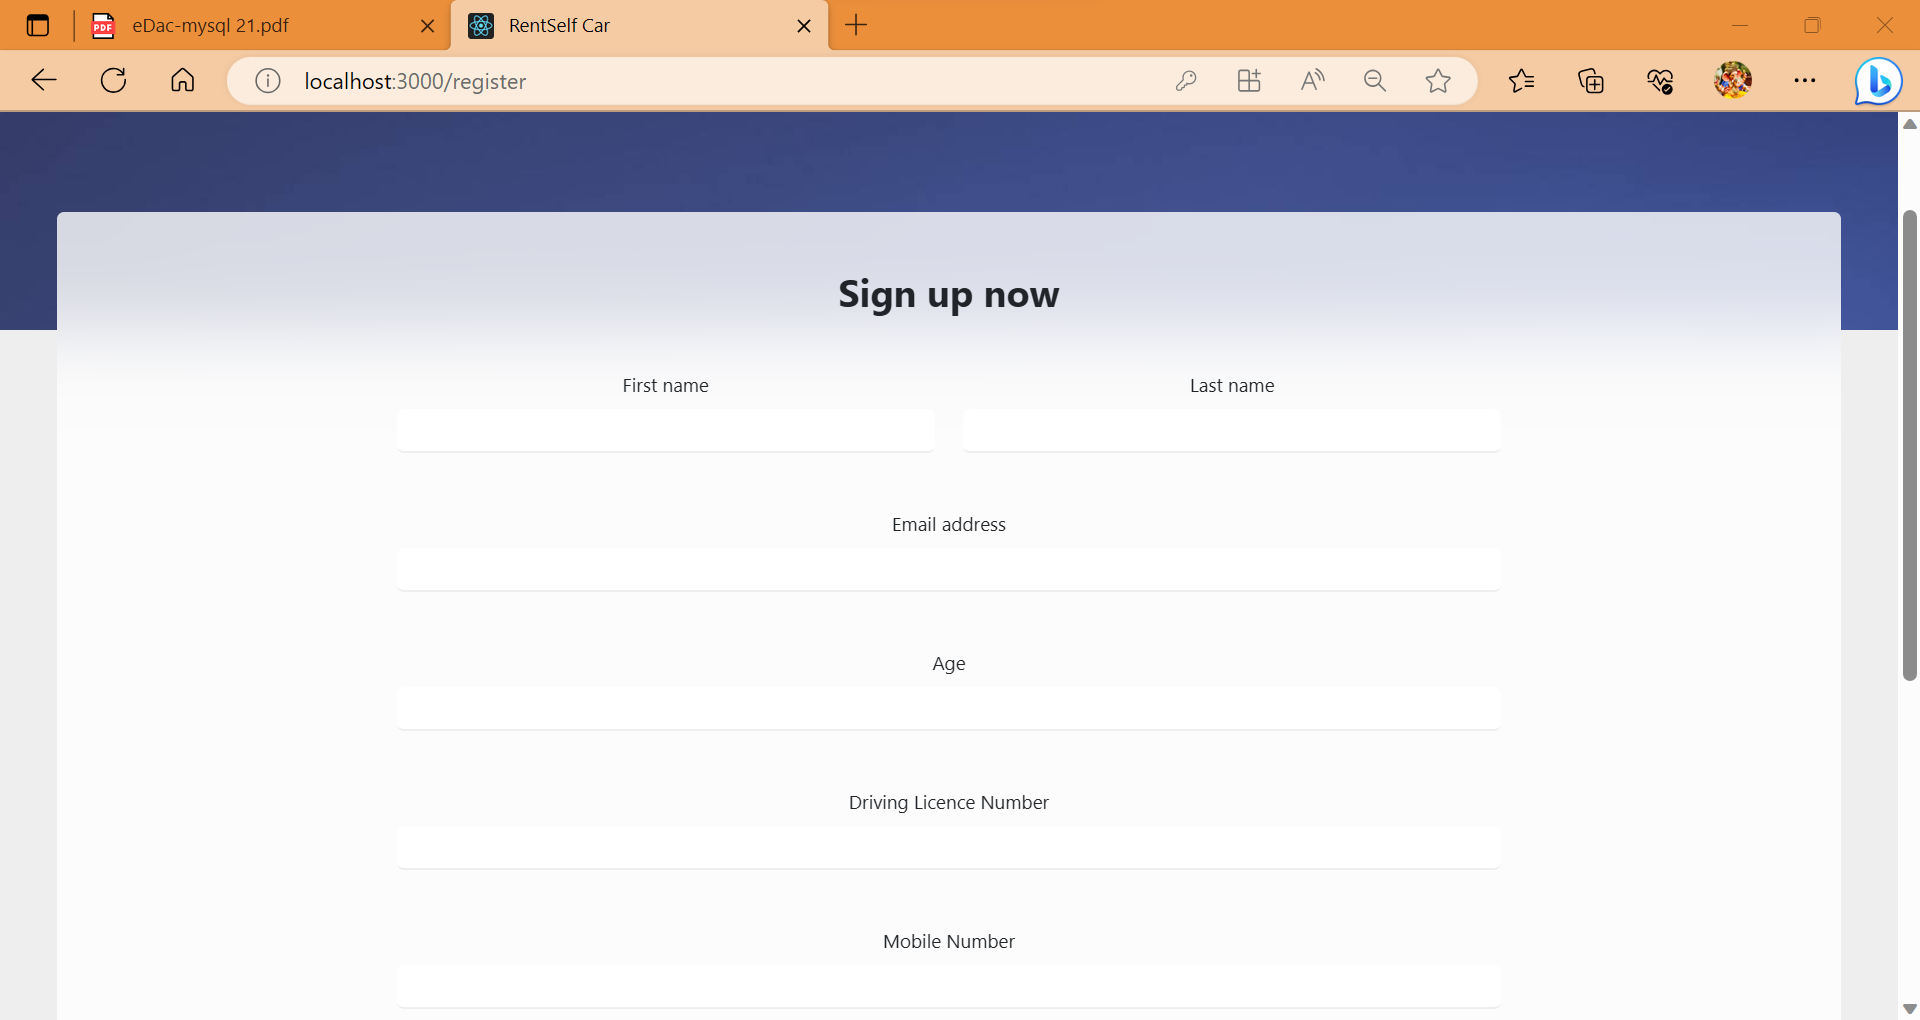 eDac-mysql 21.pdf
RentSelf Car
localhost:3000/register
Sign up now
First name
Last name
Email address
Age
Driving Licence Number
Mobile Number